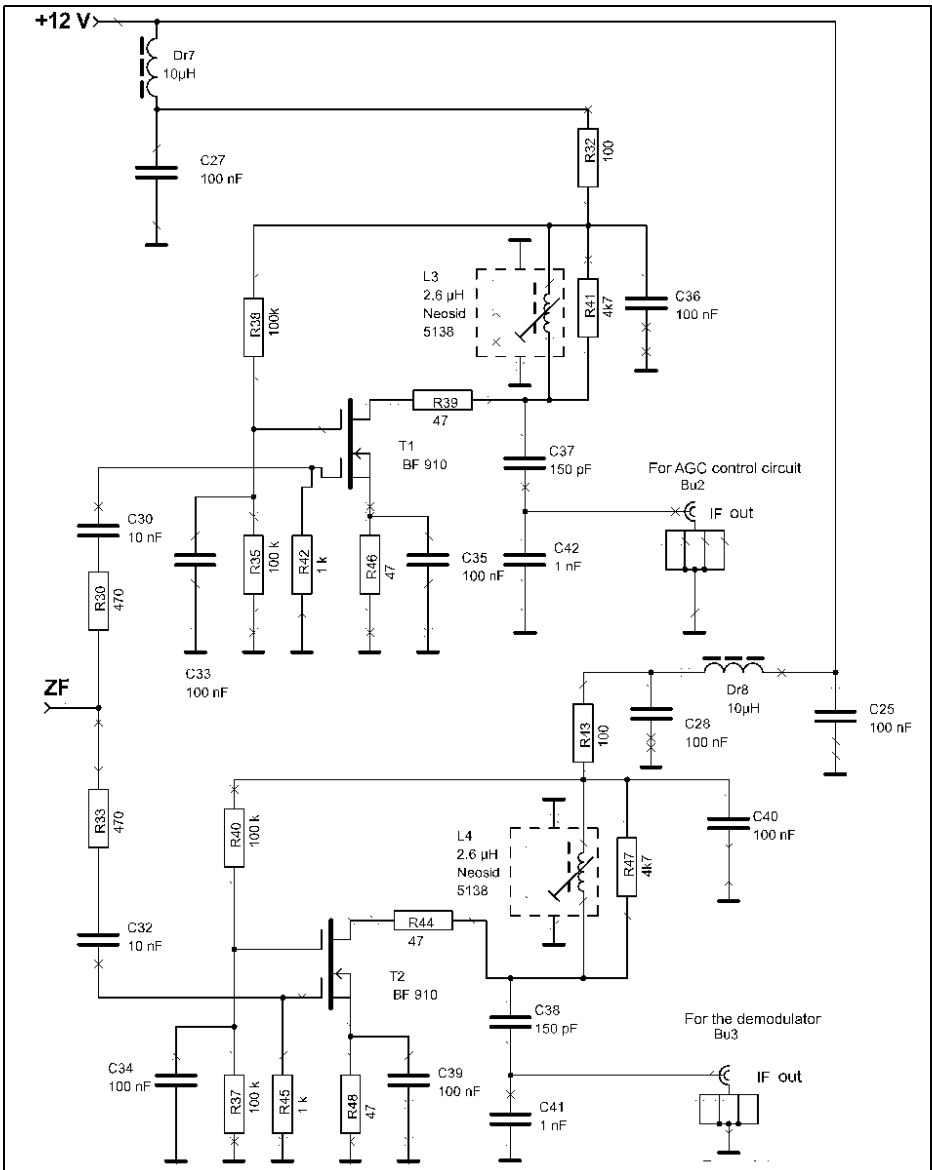 +12 V
Dr7
10µH
C27
100 nF
R32
100
L3
2.6 µH
Neosid
5138
R41
4k7
C36
100 nF
R38
100k
R39
47
T1
BF 910
C37
150 pF
For AGC control circuit
Bu2
IF out
C30
10 nF
R30
470
C33
100 nF
R35
100 k
R42
1 k
R46
47
C35
100 nF
C42
1 nF
ZF
Dr8
10µH
R43
100
C28
100 nF
C25
100 nF
R33
470
R40
100 k
L4
2.6 µH
Neosid
5138
R47
4k7
C40
100 nF
C32
10 nF
R44
47
T2
BF 910
C38
150 pF
For the demodulator
Bu3
IF out
C34
100 nF
R37
100 k
R45
1 k
R48
47
C39
100 nF
C41
1 nF